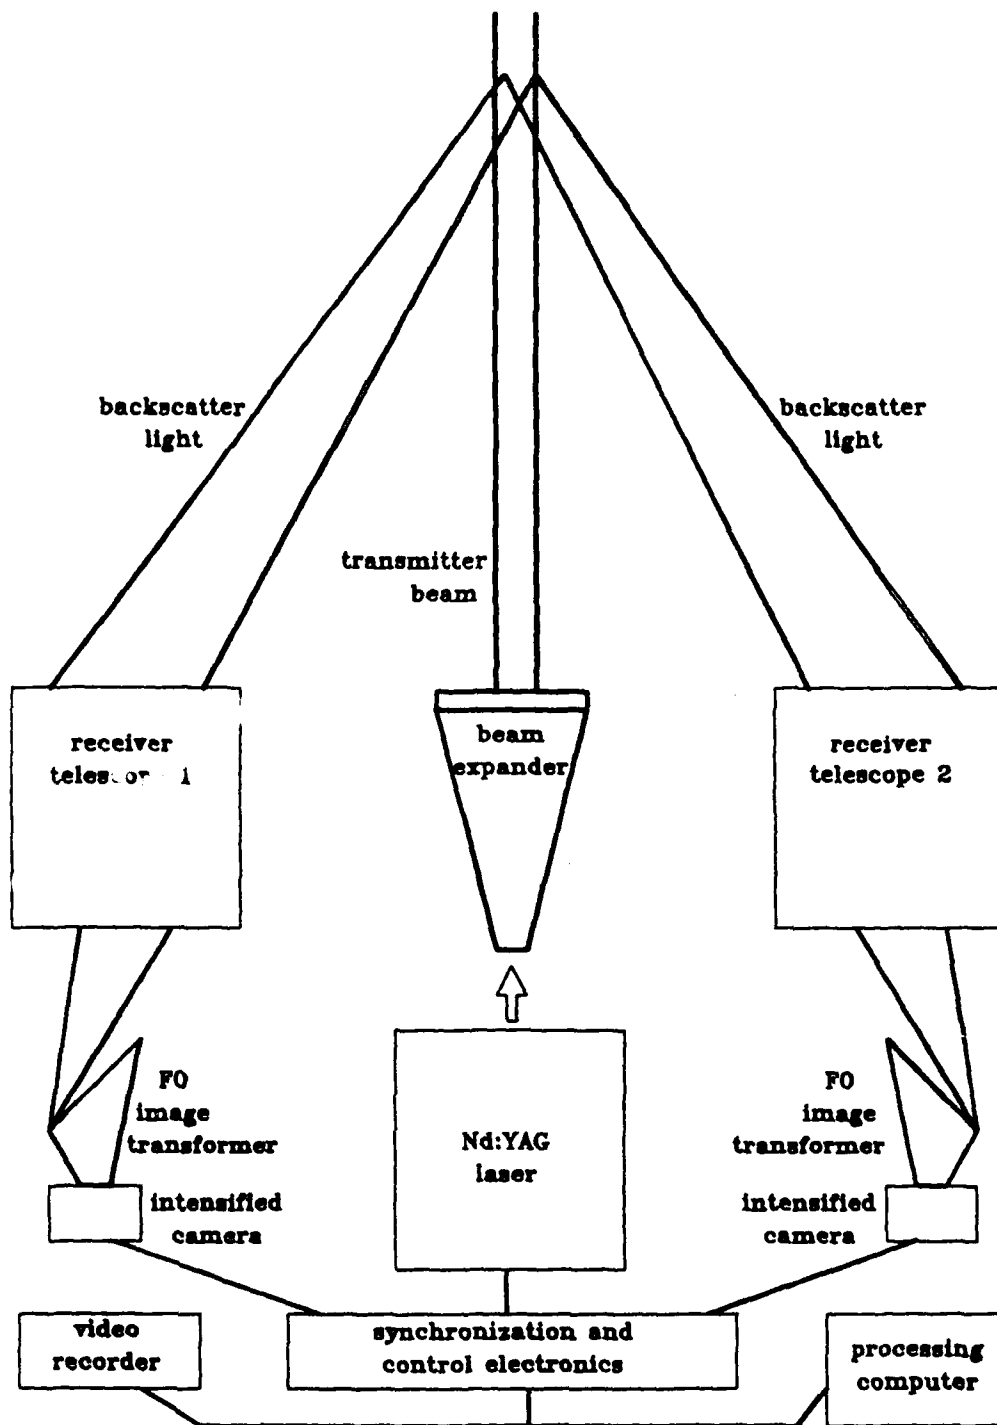 backscatter
light
backscatter
light
transmitter
beam
receiver
1
beam
expander
receiver
telescope 2
FO
image
transformer
FO
image
transformer
Nd:YAG
laser
intensified
camera
intensified
camera
video
recorder
synchronization and
control electronics
processing
computer